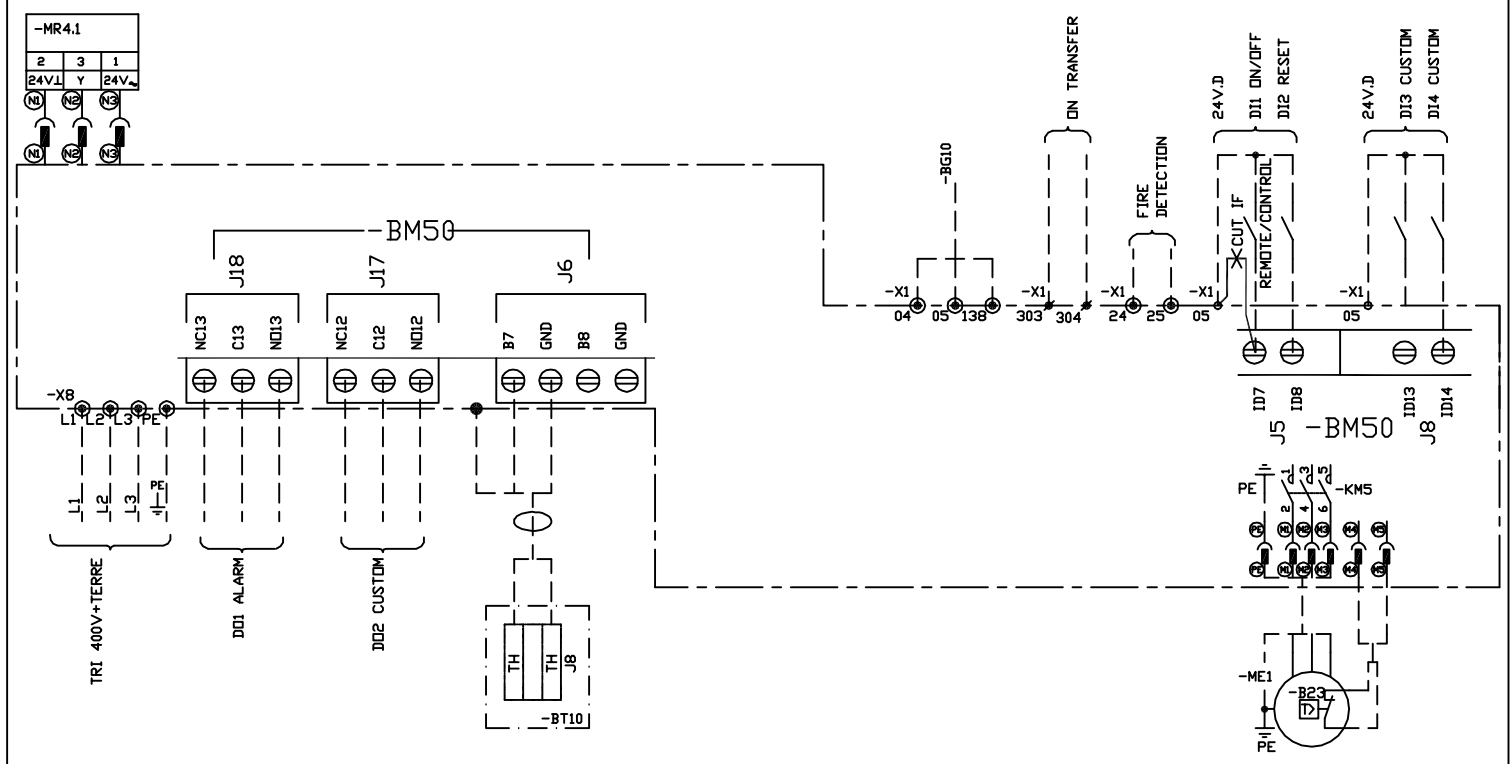 -MR4.1
2 3 1
24V⊥ Y 24V~
N1 N2 N3
N1 N2 N3
-BM50
J18
J17
J6
NC13
C13
NO13
NC12
C12
NO12
B7
GND
B8
GND
-X8
L1 L2 L3 PE
L1
L2
L3
PE
TRI 400V+TERRE
DO1 ALARM
DO2 CUSTOM
TH
TH
J8
-BT10
-BG10
ON TRANSFER
FIRE
DETECTION
24V.D
DI1 ON/OFF
DI2 RESET
24V.D
DI3 CUSTOM
DI4 CUSTOM
CUT IF
REMOTE/CONTROL
-X1
04 05 138
-X1
303 304
-X1
24 25
-X1
05
-X1
05
ID7
ID8
ID13
ID14
J5
-BM50
J8
PE
1 3 5
2 4 6
-KM5
PE M1 M2 M3 M4 M5
PE M1 M2 M3 M4 M5
-ME1
-B23
T>
PE